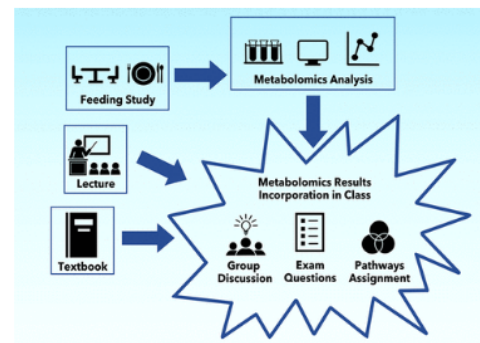 Feeding Study
Metabolomics Analysis
Lecture
Textbook
Metabolomics Results
Incorporation in Class
Group
Discussion
Exam
Questions
Pathways
Assignment